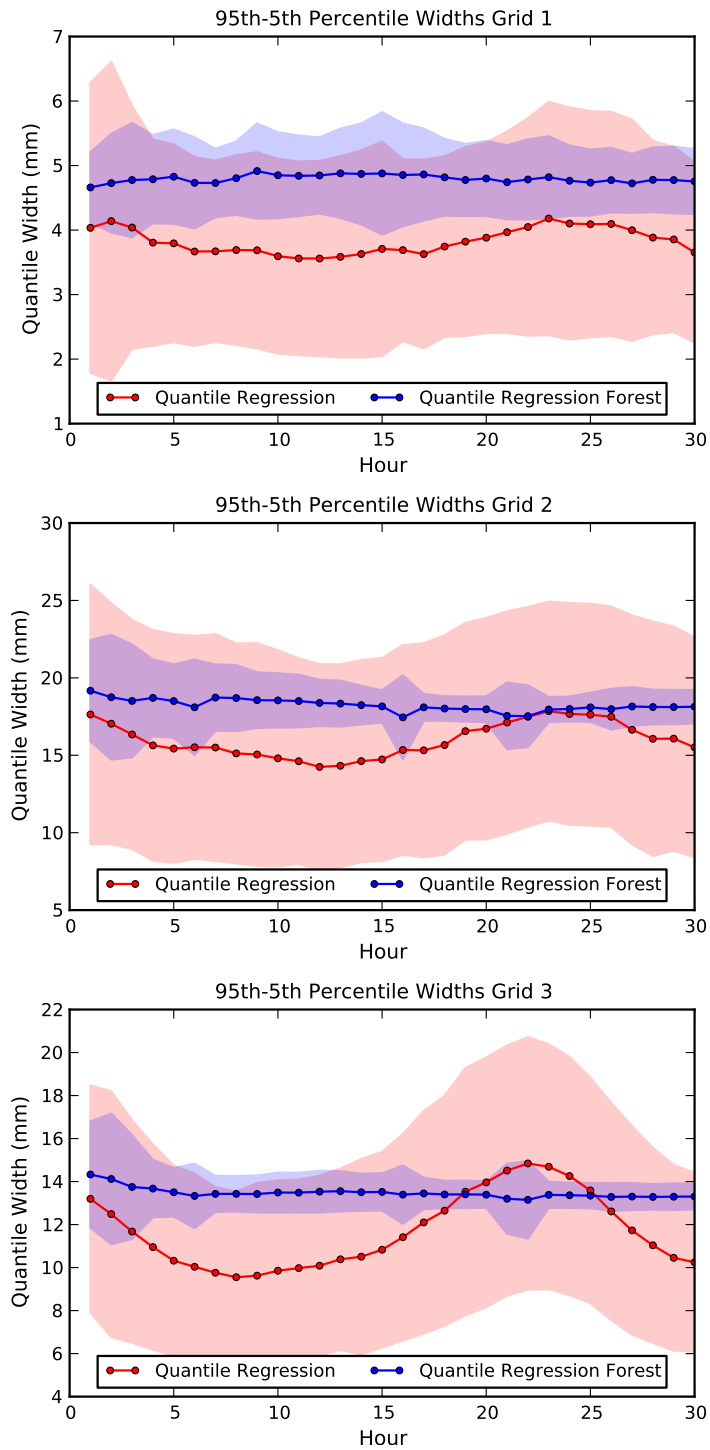 95th-5th Percentile Widths Grid 1
7
6
5
4
3
2
1
Quantile Width (mm)
Quantile Regression Quantile Regression Forest
0 5 10 15 20 25 30
Hour
95th-5th Percentile Widths Grid 2
30
25
20
15
10
5
Quantile Width (mm)
Quantile Regression Quantile Regression Forest
0 5 10 15 20 25 30
Hour
95th-5th Percentile Widths Grid 3
22
20
18
16
14
12
10
8
6
4
Quantile Width (mm)
Quantile Regression Quantile Regression Forest
0 5 10 15 20 25 30
Hour